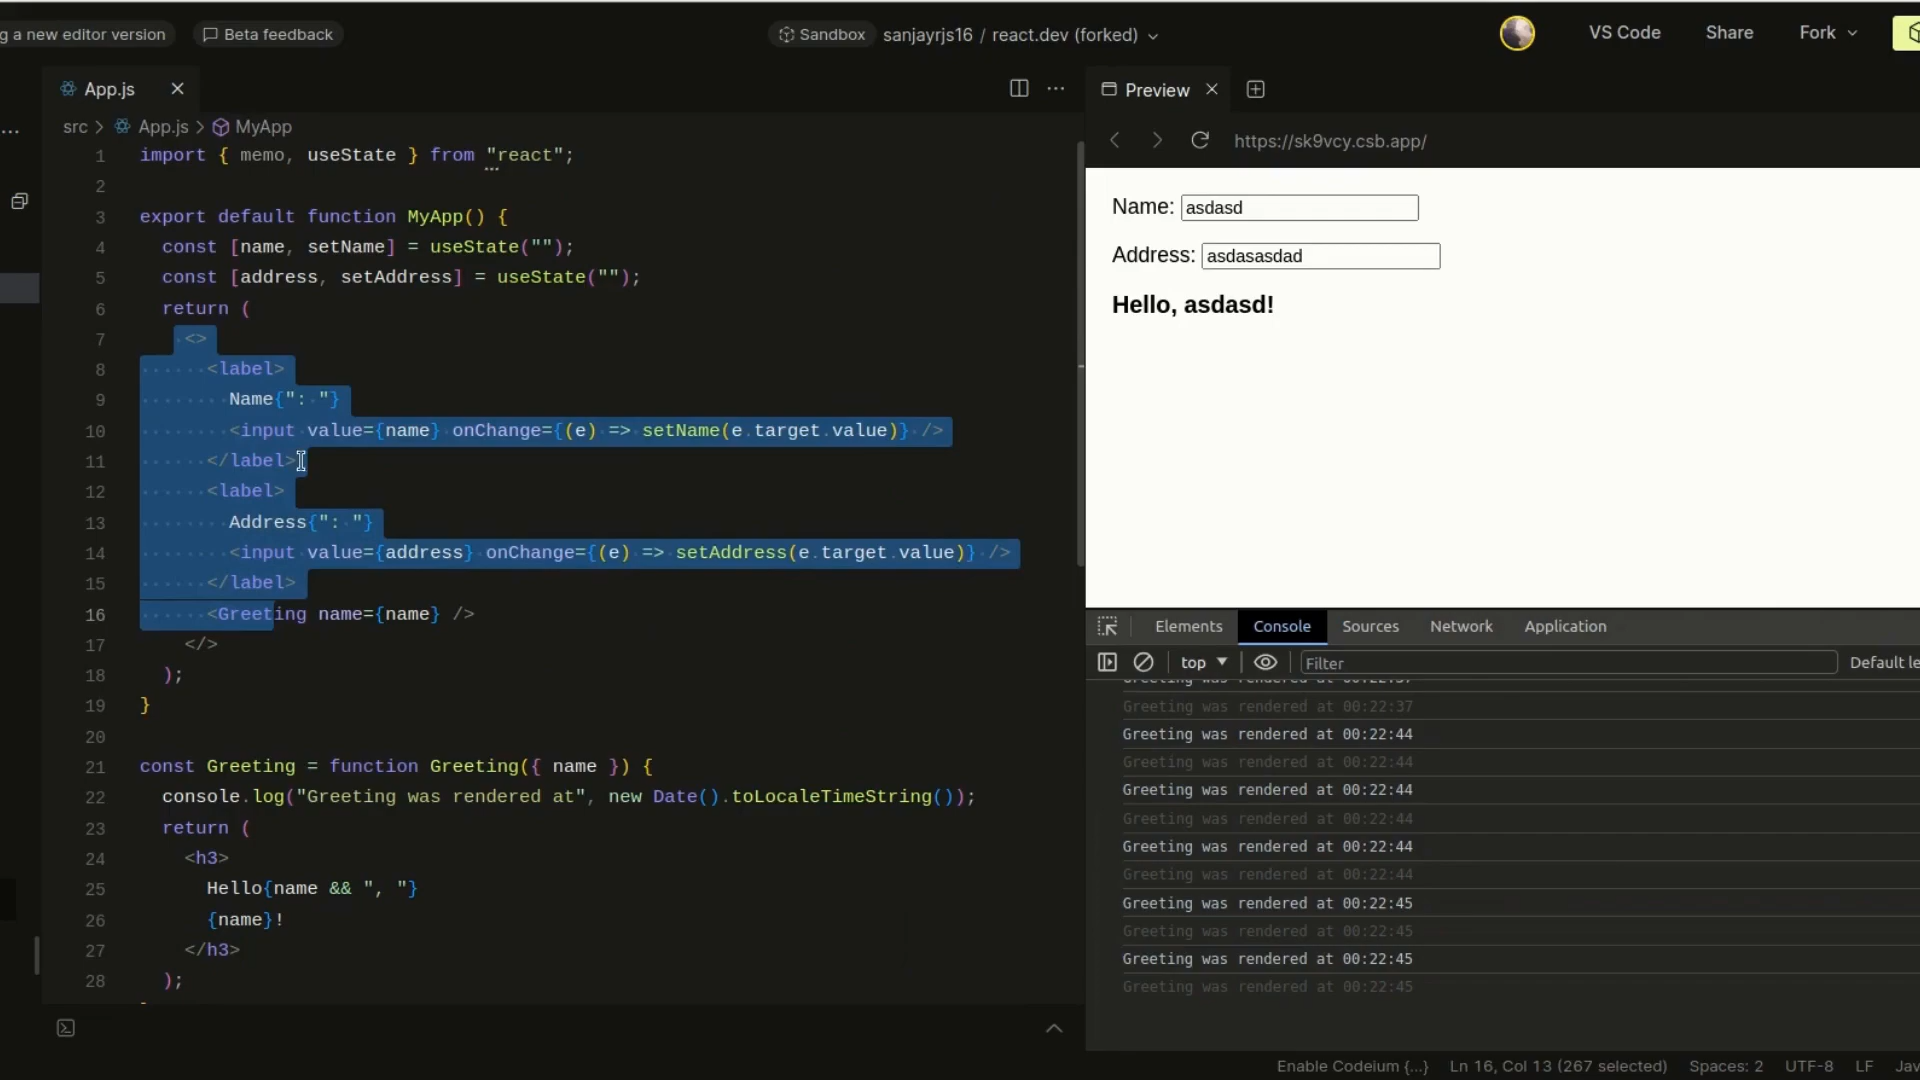 g a new editor version
Beta feedback
Sandbox
sanjayrjs16 / react.dev (forked)
VS Code
Share
Fork
App.js
src > App.js > MyApp
1 import { memo, useState } from "react";
2
3 export default function MyApp() {
4 const [name, setName] = useState("");
5 const [address, setAddress] = useState("");
6 return (
7 <>
8 <label>
9 Name{": "}
10 <input value={name} onChange={(e) => setName(e.target.value)} />
11 </label>
12 <label>
13 Address{": "}
14 <input value={address} onChange={(e) => setAddress(e.target.value)} />
15 </label>
16 <Greeting name={name} />
17 </>
18 );
19 }
20
21 const Greeting = function Greeting({ name }) {
22 console.log("Greeting was rendered at", new Date().toLocaleTimeString());
23 return (
24 <h3>
25 Hello{name && ", "}
26 {name}!
27 </h3>
28 );
Preview
https://sk9vcy.csb.app/
Name: asdasd
Address: asdasasdad
Hello, asdasd!
Elements
Console
Sources
Network
Application
top
Filter
Default le
Greeting was rendered at 00:22:37
Greeting was rendered at 00:22:37
Greeting was rendered at 00:22:44
Greeting was rendered at 00:22:44
Greeting was rendered at 00:22:44
Greeting was rendered at 00:22:44
Greeting was rendered at 00:22:44
Greeting was rendered at 00:22:44
Greeting was rendered at 00:22:45
Greeting was rendered at 00:22:45
Greeting was rendered at 00:22:45
Greeting was rendered at 00:22:45
Enable Codeium {...}
Ln 16, Col 13 (267 selected)
Spaces: 2
UTF-8
LF
Jav